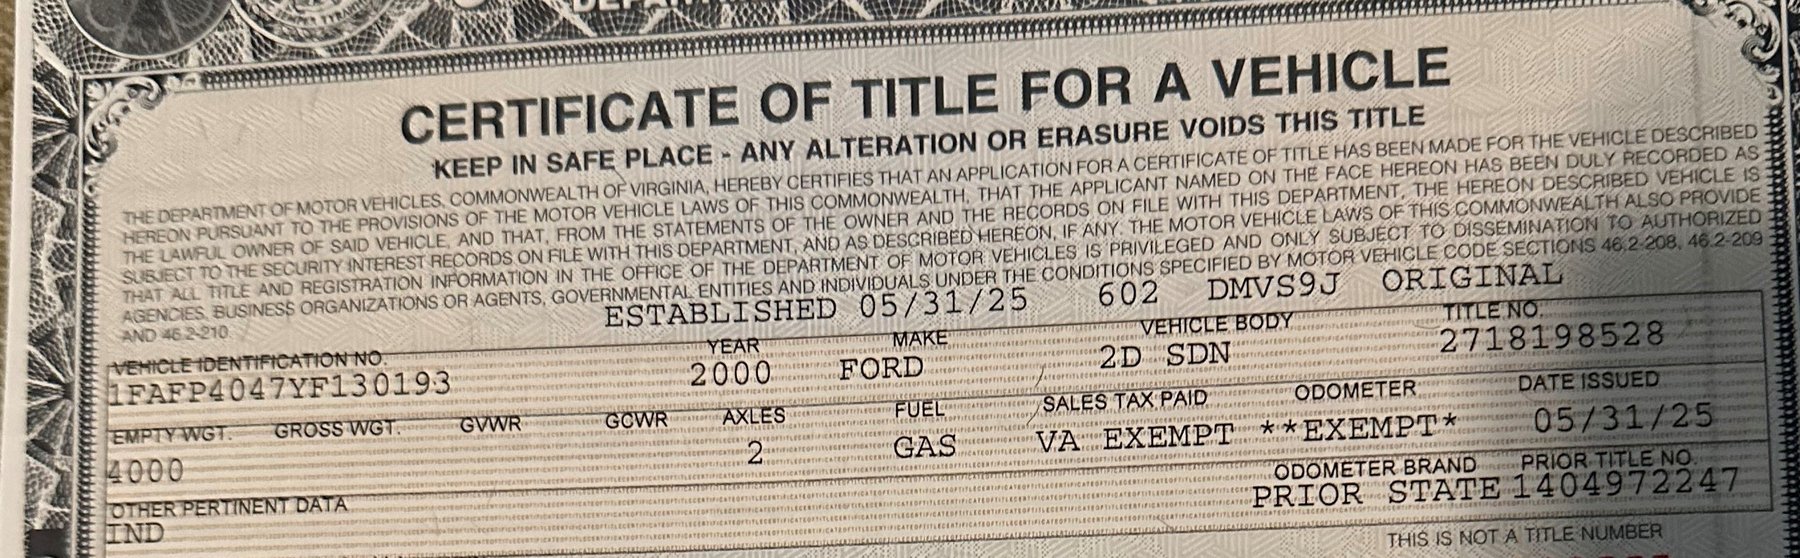 CERTIFICATE OF TITLE FOR A VEHICLE
KEEP IN SAFE PLACE - ANY ALTERATION OR ERASURE VOIDS THIS TITLE
THE DEPARTMENT OF MOTOR VEHICLES, COMMONWEALTH OF VIRGINIA, HEREBY CERTIFIES THAT AN APPLICATION FOR A CERTIFICATE OF TITLE HAS BEEN MADE FOR THE VEHICLE DESCRIBED
HEREON PURSUANT TO THE PROVISIONS OF THE MOTOR VEHICLE LAWS OF THIS COMMONWEALTH, THAT THE APPLICANT NAMED ON THE FACE HEREON HAS BEEN DULY RECORDED AS
THE LAWFUL OWNER OF SAID VEHICLE, AND THAT, FROM THE STATEMENTS OF THE OWNER AND THE RECORDS ON FILE WITH THIS DEPARTMENT, THE HEREON DESCRIBED VEHICLE IS
SUBJECT TO THE SECURITY INTEREST RECORDS ON FILE WITH THIS DEPARTMENT, AND AS DESCRIBED HEREON, IF ANY. THE MOTOR VEHICLE LAWS OF THIS COMMONWEALTH ALSO PROVIDE
THAT ALL TITLE AND REGISTRATION INFORMATION IN THE OFFICE OF THE DEPARTMENT OF MOTOR VEHICLES IS PRIVILEGED AND ONLY SUBJECT TO DISSEMINATION TO AUTHORIZED
AGENCIES, BUSINESS ORGANIZATIONS OR AGENTS, GOVERNMENTAL ENTITIES AND INDIVIDUALS UNDER THE CONDITIONS SPECIFIED BY MOTOR VEHICLE CODE SECTIONS 46.2-208, 46.2-209
AND 46.2-210.
ESTABLISHED 05/31/25 602 DMVS9J ORIGINAL
VEHICLE IDENTIFICATION NO. YEAR MAKE VEHICLE BODY TITLE NO.
1FAFP4047YF130193 2000 FORD 2D SDN 2718198528
EMPTY WGT. GROSS WGT. GVWR GCWR AXLES FUEL SALES TAX PAID ODOMETER DATE ISSUED
4000 2 GAS VA EXEMPT **EXEMPT* 05/31/25
OTHER PERTINENT DATA ODOMETER BRAND PRIOR TITLE NO.
IND PRIOR STATE 1404972247
THIS IS NOT A TITLE NUMBER